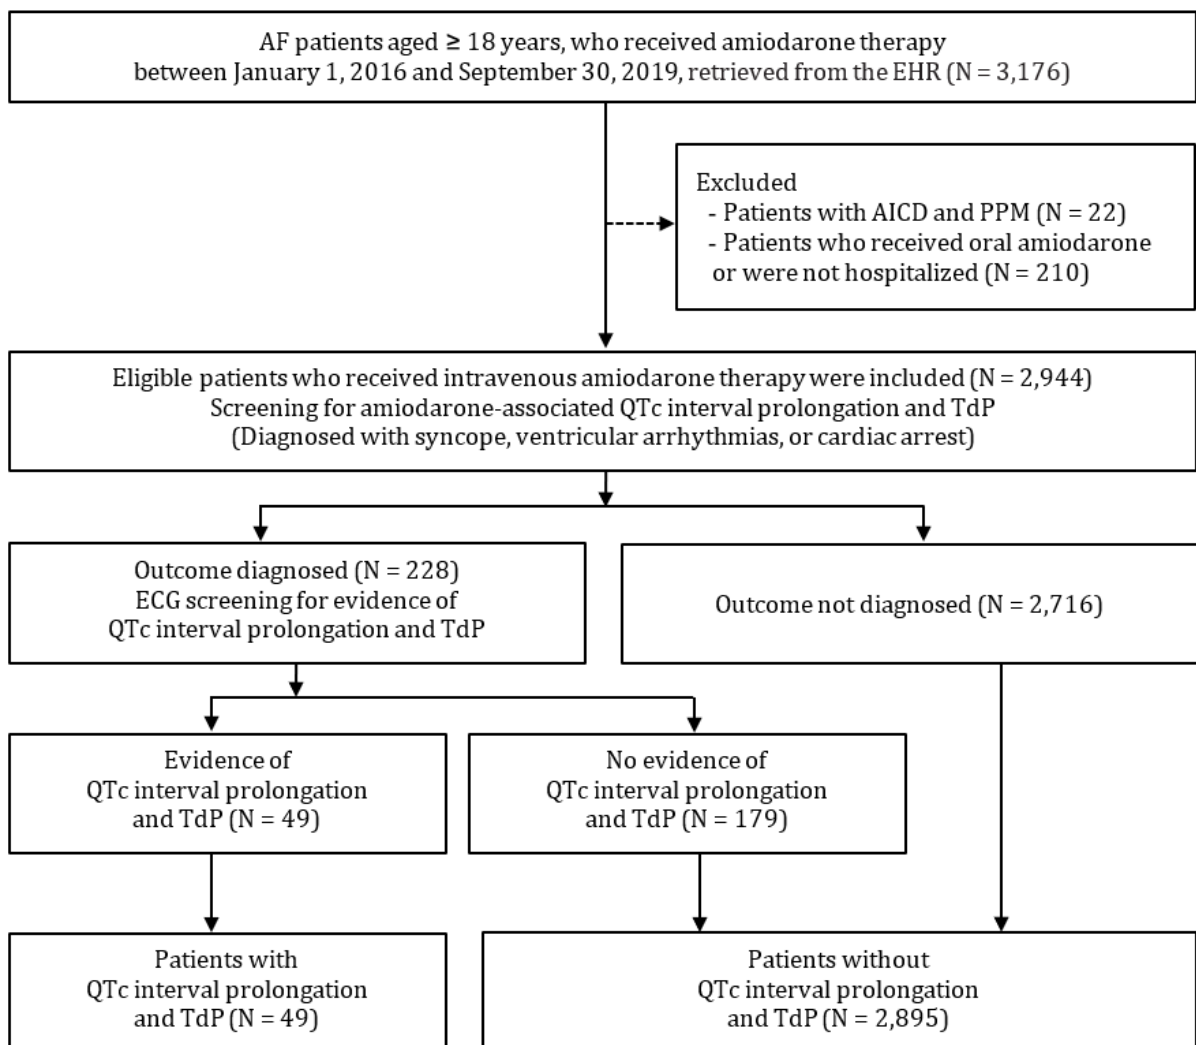 AF patients aged ≥ 18 years, who received amiodarone therapy
between January 1, 2016 and September 30, 2019, retrieved from the EHR (N = 3,176)
Excluded
- Patients with AICD and PPM (N = 22)
- Patients who received oral amiodarone
or were not hospitalized (N = 210)
Eligible patients who received intravenous amiodarone therapy were included (N = 2,944)
Screening for amiodarone-associated QTc interval prolongation and TdP
(Diagnosed with syncope, ventricular arrhythmias, or cardiac arrest)
Outcome diagnosed (N = 228)
ECG screening for evidence of
QTc interval prolongation and TdP
Outcome not diagnosed (N = 2,716)
Evidence of
QTc interval prolongation
and TdP (N = 49)
No evidence of
QTc interval prolongation
and TdP (N = 179)
Patients with
QTc interval prolongation
and TdP (N = 49)
Patients without
QTc interval prolongation
and TdP (N = 2,895)